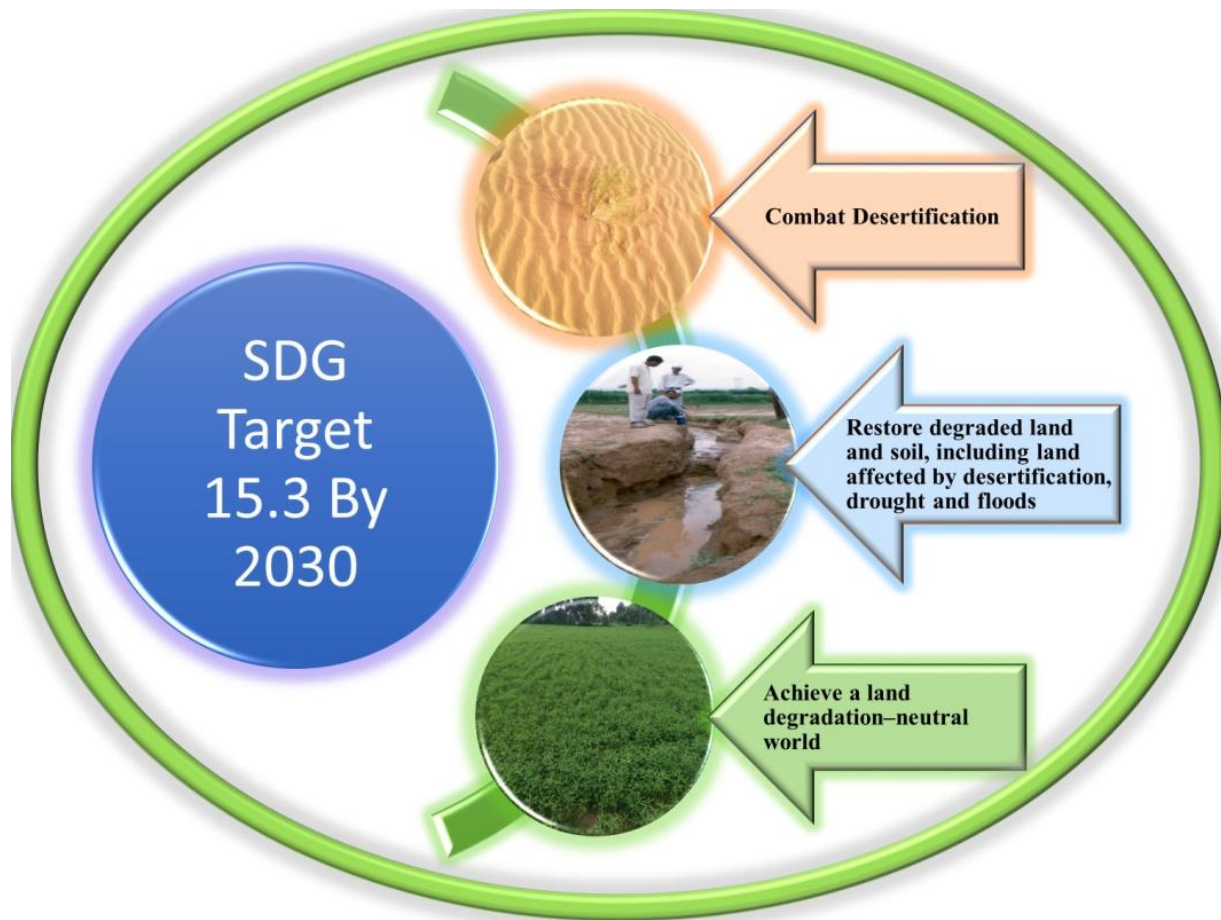 SDG
Target
15.3 By
2030
Combat Desertification
Restore degraded land
and soil, including land
affected by desertification,
drought and floods
Achieve a land
degradation–neutral
world